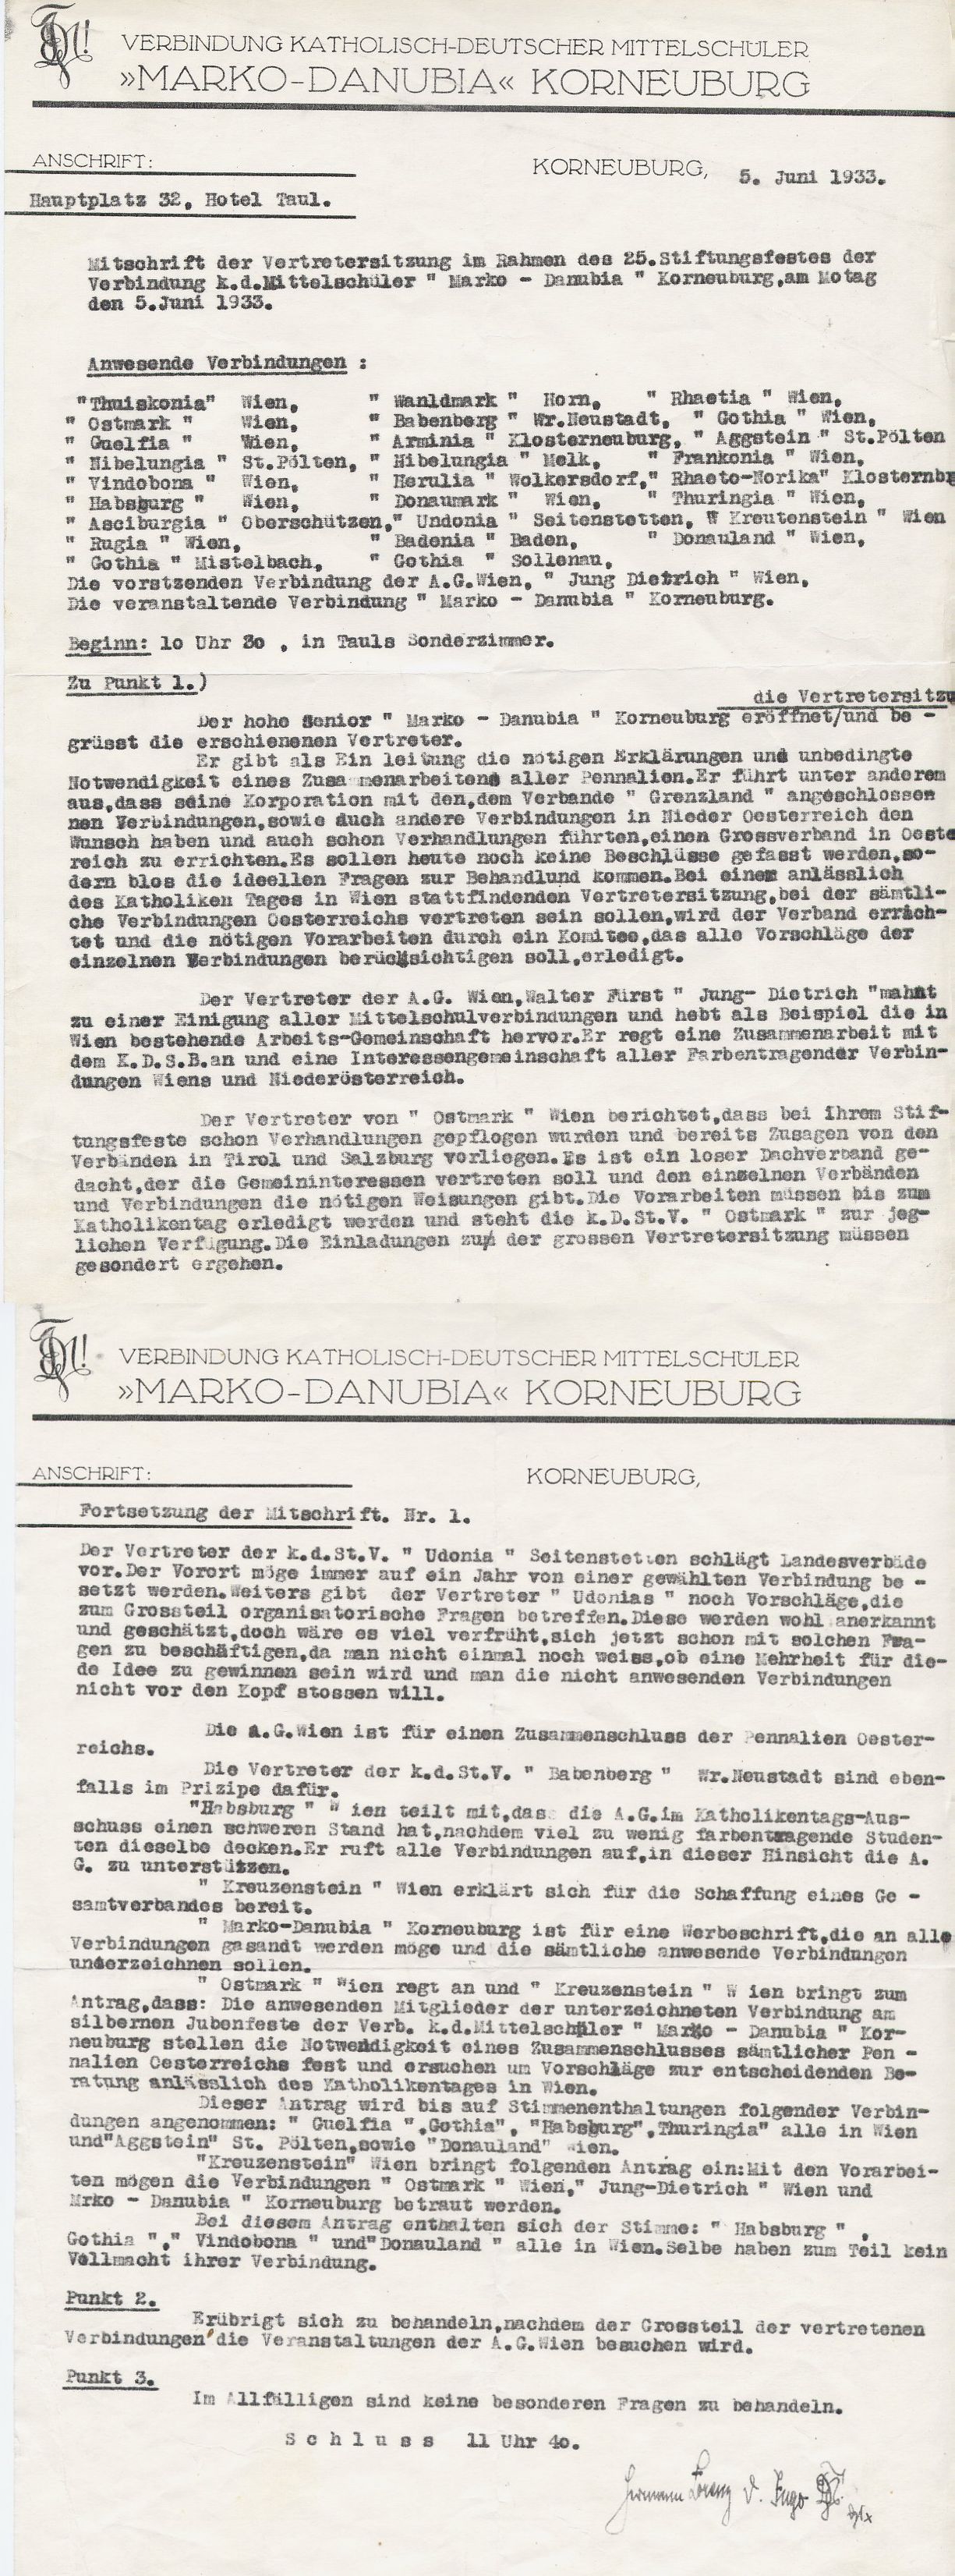 VERBINDUNG KATHOLISCH-DEUTSCHER MITTELSCHÜLER
»MARKO-DANUBIA« KORNEUBURG
ANSCHRIFT:
KORNEUBURG, 5. Juni 1933.
Hauptplatz 32, Hotel Taul.
Mitschrift der Vertretersitzung im Rahmen des 25.Stiftungsfestes der
Verbindung k.d.Mittelschüler " Marko - Danubia " Korneuburg,am Motag
den 5.Juni 1933.
Anwesende Verbindungen :
"Thuiskonia" Wien, " Wanldmark " Horn, " Rhaetia " Wien,
" Ostmark " Wien, " Babenberg " Wr.Neustadt, " Gothia " Wien,
" Guelfia " Wien, " Arminia " Klosterneuburg, " Aggstein " St.Pölten
" Nibelungia " St.Pölten, " Nibelungia " Melk, " Frankonia " Wien,
" Vindobona " Wien, " Herulia " Wolkersdorf," Rhaeto-Norika" Klosternbg
" Habsburg " Wien, " Donaumark " Wien, " Thuringia " Wien,
" Asciburgia " Oberschützen," Undonia " Seitenstetten, " Kreutenstein " Wien
" Rugia " Wien, " Badenia " Baden, " Donauland " Wien,
" Gothia " Mistelbach, " Gothia " Sollenau,
Die vorstzenden Verbindung der A.G.Wien, " Jung Dietrich " Wien,
Die veranstaltende Verbindung " Marko - Danubia " Korneuburg.
Beginn: 10 Uhr 30 , in Tauls Sonderzimmer.
Zu Punkt 1.)
die Vertretersitzu
Der hohe Senior " Marko - Danubia " Korneuburg eröffnet/und be -
grüsst die erschienenen Vertreter.
Er gibt als Ein leitung die nötigen Erklärungen und unbedingte
Notwendigkeit eines Zusammenarbeitens aller Pennalien.Er führt unter anderem
aus,dass seine Korporation mit den,dem Verbande " Grenzland " angeschlossen
nen Verbindungen,sowie auch andere Verbindungen in Nieder Oesterreich den
Wunsch haben und auch schon Verhandlungen führten,einen Grossverband in Oeste
reich zu errichten.Es sollen heute noch keine Beschlüsse gefasst werden,so-
dern blos die ideellen Fragen zur Behandlund kommen.Bei einem anlässlich
des Katholiken Tages in Wien stattfindenden Vertretersitzung,bei der sämtli-
che Verbindungen Oesterreichs vertreten sein sollen,wird der Verband errich-
tet und die nötigen Vorarbeiten durch ein Komitee,das alle Vorschläge der
einzelnen Verbindungen berücksichtigen soll,erledigt.
Der Vertreter der A.G. Wien,Walter Fürst " Jung- Dietrich "mahnt
zu einer Einigung aller Mittelschulverbindungen und hebt als Beispiel die in
Wien bestehende Arbeits-Gemeinschaft hervor.Er regt eine Zusammenarbeit mit
dem K.D.S.B.an und eine Interessengemeinschaft aller Farbentragender Verbin-
dungen Wiens und Niederösterreich.
Der Vertreter von " Ostmark " Wien berichtet,dass bei ihrem Stif-
tungsfeste schon Verhandlungen gepflogen wurden und bereits Zusagen von den
Verbänden in Tirol und Salzburg vorliegen.Es ist ein loser Dachverband ge-
dacht,der die Gemeininteressen vertreten soll und den einzelnen Verbänden
und Verbindungen die nötigen Weisungen gibt.Die Vorarbeiten müssen bis zum
Katholikentag erledigt werden und steht die k.D.St.V. " Ostmark " zur jeg-
lichen Verfügung.Die Einladungen zu der grossen Vertretersitzung müssen
gesondert ergehen.
VERBINDUNG KATHOLISCH-DEUTSCHER MITTELSCHÜLER
»MARKO-DANUBIA« KORNEUBURG
ANSCHRIFT:
KORNEUBURG,
Fortsetzung der Mitschrift. Nr. 1.
Der Vertreter der k.d.St.V. " Udonia " Seitenstetten schlägt Landesverbäde
vor.Der Vorort möge immer auf ein Jahr von einer gewählten Verbindung be -
setzt werden.Weiters gibt der Vertreter " Udonias " noch Vorschläge,die
zum Grossteil organisatorische Fragen betreffen.Diese werden wohl anerkannt
und geschätzt,doch wäre es viel verfrüht,sich jetzt schon mit solchen Fra-
gen zu beschäftigen,da man nicht einmal noch weiss,ob eine Mehrheit für die-
de Idee zu gewinnen sein wird und man die nicht anwesenden Verbindungen
nicht vor den Kopf stossen will.
Die A.G.Wien ist für einen Zusammenschluss der Pennalien Oester-
reichs.
Die Vertreter der k.d.St.V. " Babenberg " Wr.Neustadt sind eben-
falls im Prizipe dafür.
"Habsburg " W ien teilt mit,dass die A.G.im Katholikentags-Aus-
schuss einen schweren Stand hat,nachdem viel zu wenig farbentragende Studen-
ten dieselbe decken.Er ruft alle Verbindungen auf,in dieser Hinsicht die A.
G. zu unterstützen.
" Kreuzenstein " Wien erklärt sich für die Schaffung eines Ge -
samtverbandes bereit.
" Marko-Danubia " Korneuburg ist für eine Werbeschrift,die an alle
Verbindungen gesandt werden möge und die sämtliche anwesende Verbindungen
unterzeichnen sollen.
" Ostmark " Wien regt an und " Kreuzenstein " W ien bringt zum
Antrag,dass: Die anwesenden Mitglieder der unterzeichneten Verbindung am
silbernen Jubenfeste der Verb. k.d.Mittelschüler " Marko - Danubia " Kor-
neuburg stellen die Notwendigkeit eines Zusammenschlusses sämtlicher Pen -
nalien Oesterreichs fest und ersuchen um Vorschläge zur entscheidenden Be-
ratung anlässlich des Katholikentages in Wien.
Dieser Antrag wird bis auf Stimmenenthaltungen folgender Verbin-
dungen angenommen: " Guelfia ",Gothia", "Habsburg",Thuringia" alle in Wien
und"Aggstein" St. Pölten,sowie "Donauland" Wien.
"Kreuzenstein" Wien bringt folgenden Antrag ein:Mit den Vorarbei-
ten mögen die Verbindungen " Ostmark " Wien," Jung-Dietrich " Wien und
Mrko - Danubia " Korneuburg betraut werden.
Bei diesem Antrag enthalten sich der Stimme: " Habsburg " ,
Gothia "," Vindobona " und"Donauland " alle in Wien.Selbe haben zum Teil kein
Vollmacht ihrer Verbindung.
Punkt 2.
Erübrigt sich zu behandeln,nachdem der Grossteil der vertretenen
Verbindungen die Veranstaltungen der A.G.Wien besuchen wird.
Punkt 3.
Im Allfälligen sind keine besonderen Fragen zu behandeln.
S c h l u s s 11 Uhr 40.
Hermann Lorenz v. Ingo